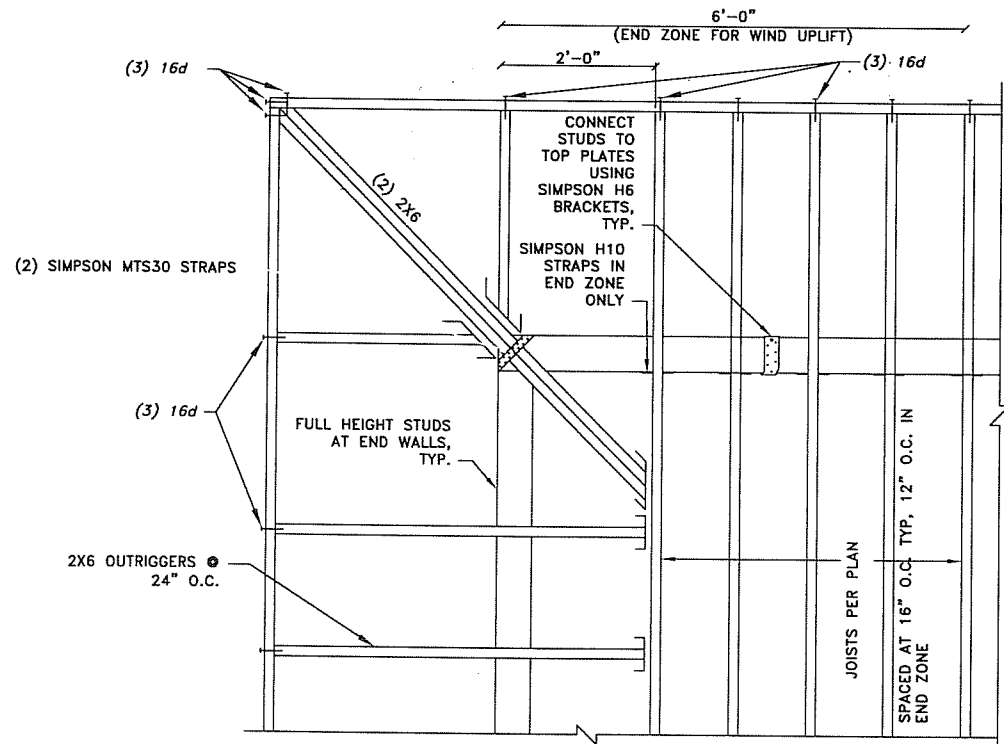 6'-0"
(END ZONE FOR WIND UPLIFT)
2'-0"
(3) 16d
(3) 16d
CONNECT
STUDS TO
TOP PLATES
USING
SIMPSON H6
BRACKETS,
TYP.
(2) 2X6
SIMPSON H10
STRAPS IN
END ZONE
ONLY
(2) SIMPSON MTS30 STRAPS
(3) 16d
FULL HEIGHT STUDS
AT END WALLS,
TYP.
2X6 OUTRIGGERS @
24" O.C.
JOISTS PER PLAN
SPACED AT 16" O.C. TYP, 12" O.C. IN
END ZONE